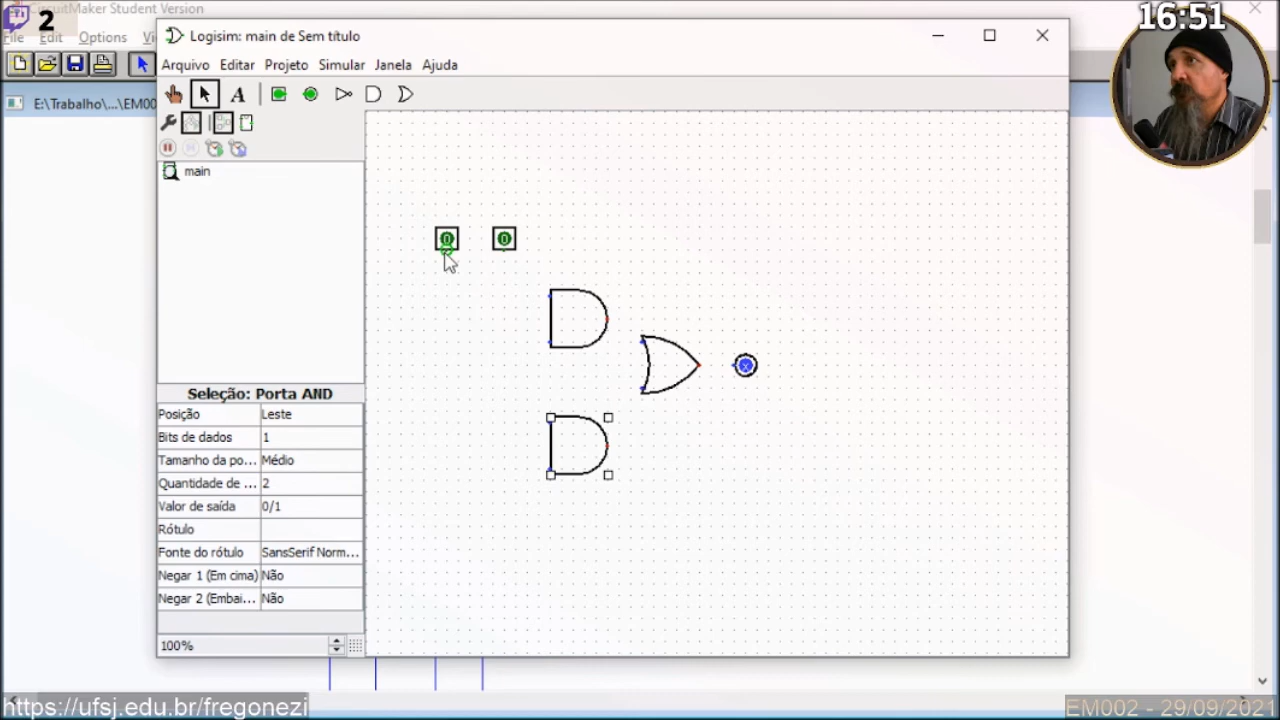 CircuitMaker Student Version
2
16:51
File Edit Options
E:\Trabalho\...\EM00
Logisim: main de Sem título
Arquivo Editar Projeto Simular Janela Ajuda
A
main
0 0
x
Seleção: Porta AND
Posição Leste
Bits de dados 1
Tamanho da po... Médio
Quantidade de ... 2
Valor de saída 0/1
Rótulo
Fonte do rótulo SansSerif Norm...
Negar 1 (Em cima) Não
Negar 2 (Embai... Não
100%
https://ufsj.edu.br/fregonezi
EM002 - 29/09/2021